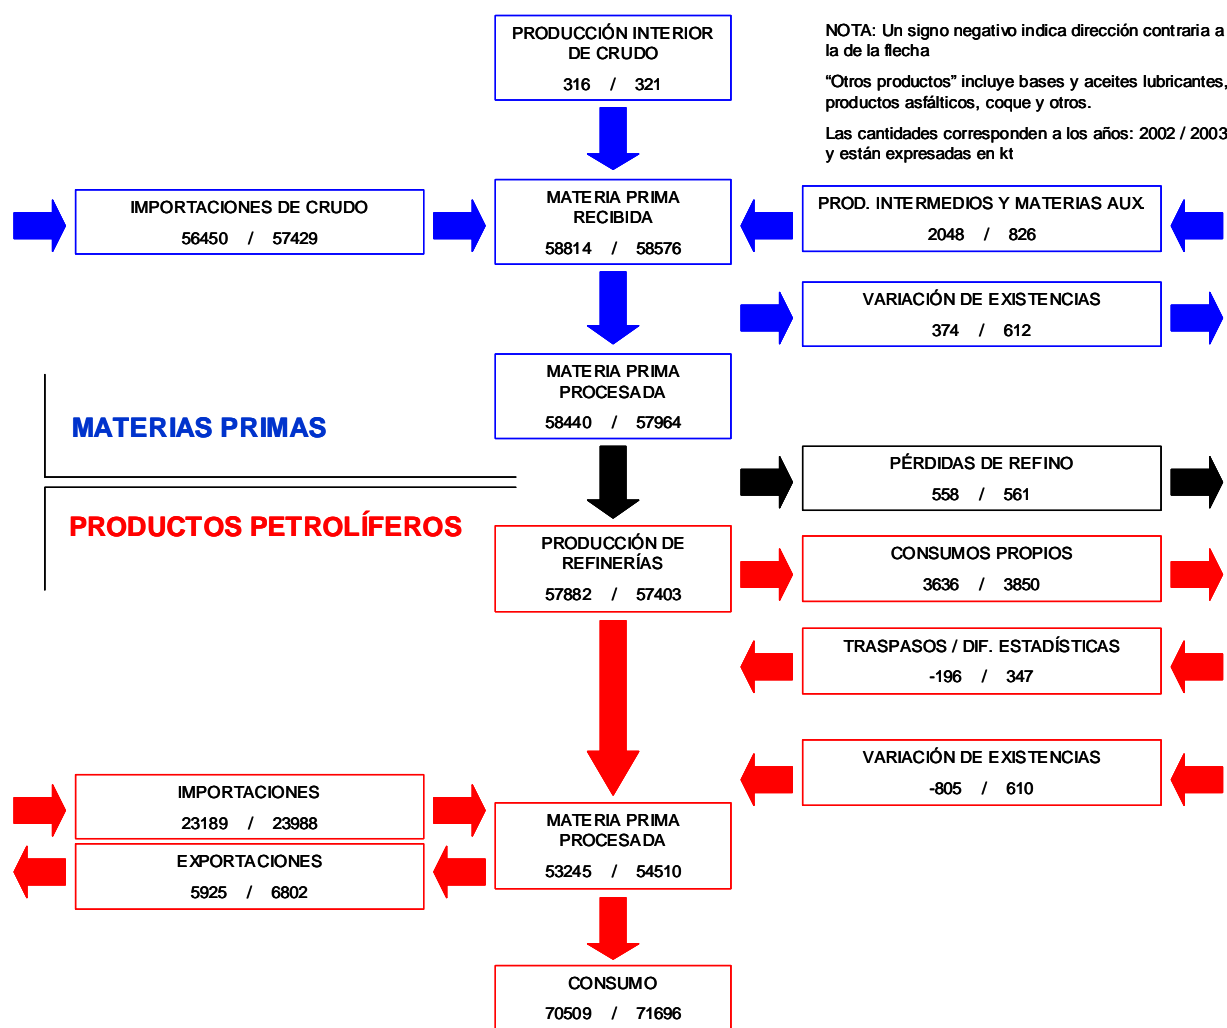 PRODUCCIÓN INTERIOR
DE CRUDO
316 / 321
NOTA: Un signo negativo indica dirección contraria a
la de la flecha
“Otros productos” incluye bases y aceites lubricantes,
productos asfálticos, coque y otros.
Las cantidades corresponden a los años: 2002 / 2003
y están expresadas en kt
IMPORTACIONES DE CRUDO
56450 / 57429
MATERIA PRIMA
RECIBIDA
58814 / 58576
PROD. INTERMEDIOS Y MATERIAS AUX.
2048 / 826
VARIACIÓN DE EXISTENCIAS
374 / 612
MATERIA PRIMA
PROCESADA
58440 / 57964
MATERIAS PRIMAS
PÉRDIDAS DE REFINO
558 / 561
PRODUCTOS PETROLÍFEROS
PRODUCCIÓN DE
REFINERÍAS
57882 / 57403
CONSUMOS PROPIOS
3636 / 3850
TRASPASOS / DIF. ESTADÍSTICAS
-196 / 347
VARIACIÓN DE EXISTENCIAS
-805 / 610
IMPORTACIONES
23189 / 23988
MATERIA PRIMA
PROCESADA
53245 / 54510
EXPORTACIONES
5925 / 6802
CONSUMO
70509 / 71696